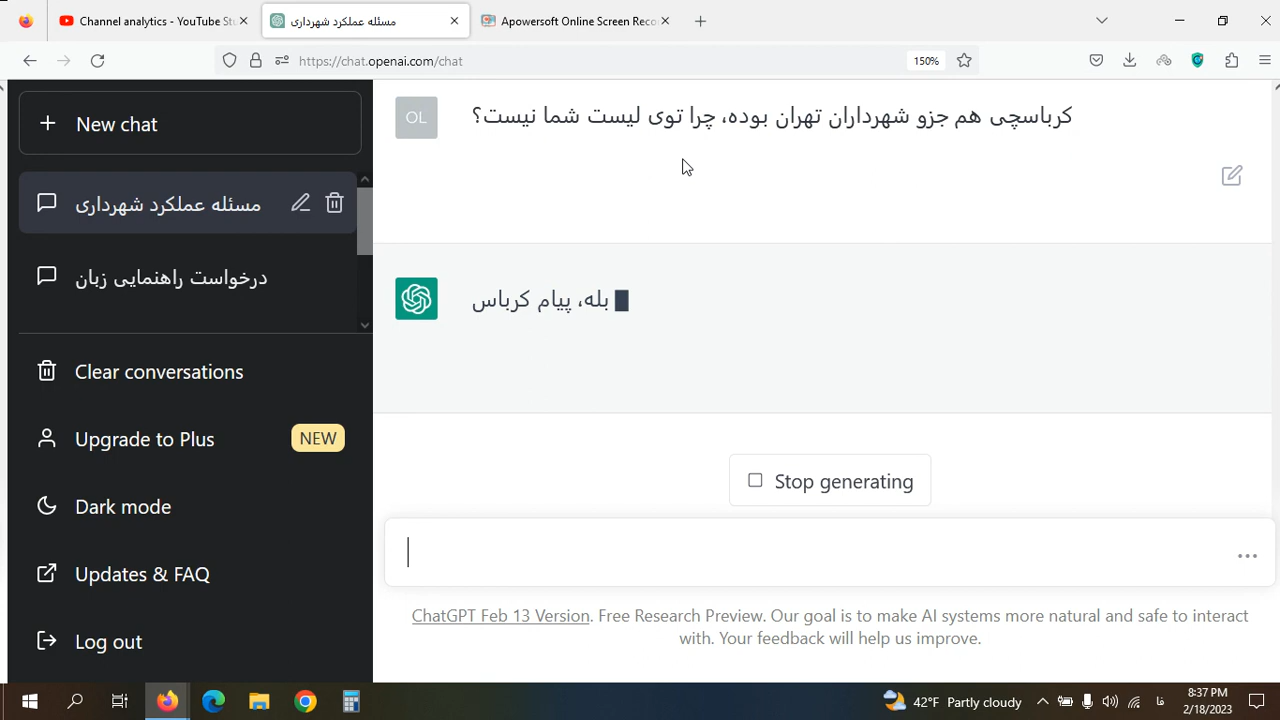 Channel analytics - YouTube Stu
مسئله عملکرد شهرداری
Apowersoft Online Screen Reco
https://chat.openai.com/chat
150%
New chat
مسئله عملکرد شهرداری
درخواست راهنمایی زبان
Clear conversations
Upgrade to Plus
NEW
Dark mode
Updates & FAQ
Log out
OL
کرباسچی هم جزو شهرداران تهران بوده، چرا توی لیست شما نیست؟
بله، پیام کرباس
Stop generating
ChatGPT Feb 13 Version. Free Research Preview. Our goal is to make AI systems more natural and safe to interact
with. Your feedback will help us improve.
42°F Partly cloudy
فا
8:37 PM
2/18/2023